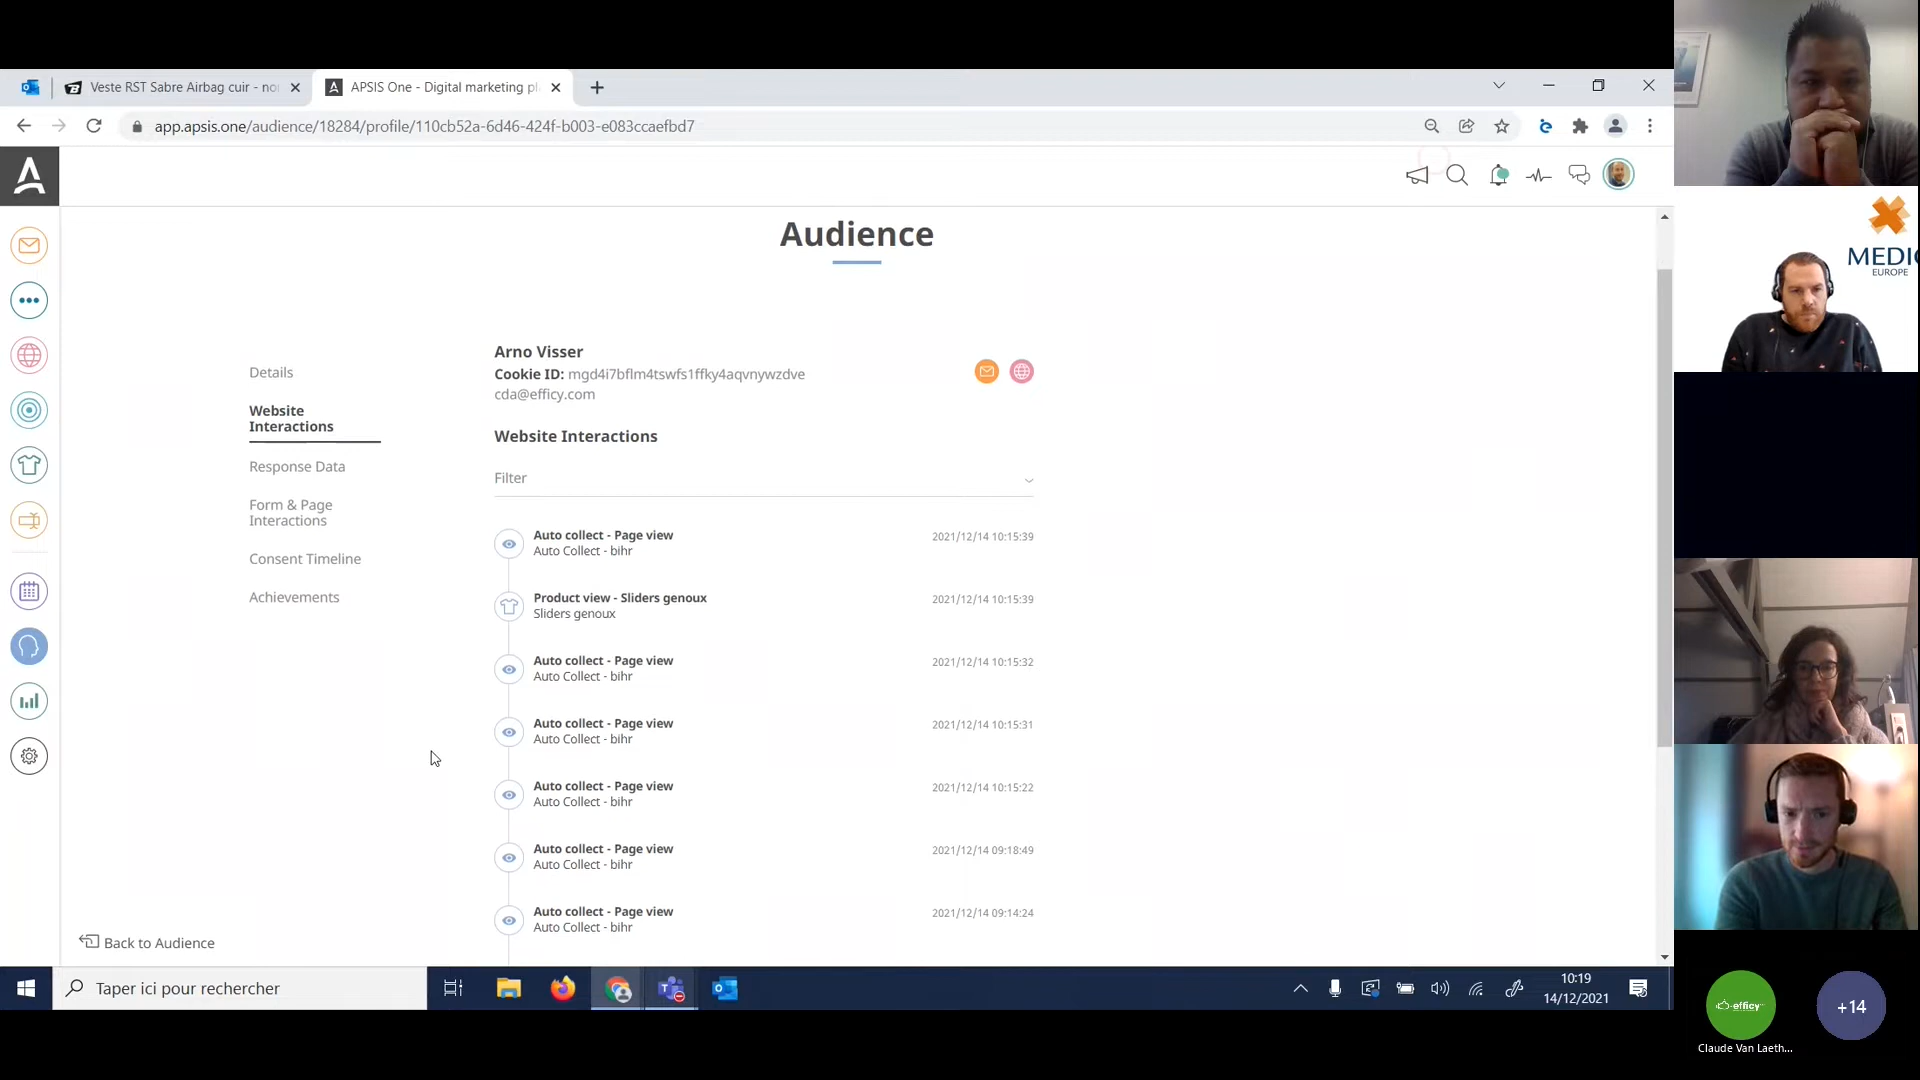 Veste RST Sabre Airbag cuir - no
APSIS One - Digital marketing pl
app.apsis.one/audience/18284/profile/110cb52a-6d46-424f-b003-e083ccaefbd7
Audience
Details
Website
Interactions
Response Data
Form & Page
Interactions
Consent Timeline
Achievements
Back to Audience
Arno Visser
Cookie ID: mgd4i7bflm4tswfs1ffky4aqvnywzdve
cda@efficy.com
Website Interactions
Filter
Auto collect - Page view 2021/12/14 10:15:39
Auto Collect - bihr
Product view - Sliders genoux 2021/12/14 10:15:39
Sliders genoux
Auto collect - Page view 2021/12/14 10:15:32
Auto Collect - bihr
Auto collect - Page view 2021/12/14 10:15:31
Auto Collect - bihr
Auto collect - Page view 2021/12/14 10:15:22
Auto Collect - bihr
Auto collect - Page view 2021/12/14 09:18:49
Auto Collect - bihr
Auto collect - Page view 2021/12/14 09:14:24
Auto Collect - bihr
Taper ici pour rechercher
10:19
14/12/2021
MEDI
EUROPE
efficy
+14
Claude Van Laeth...